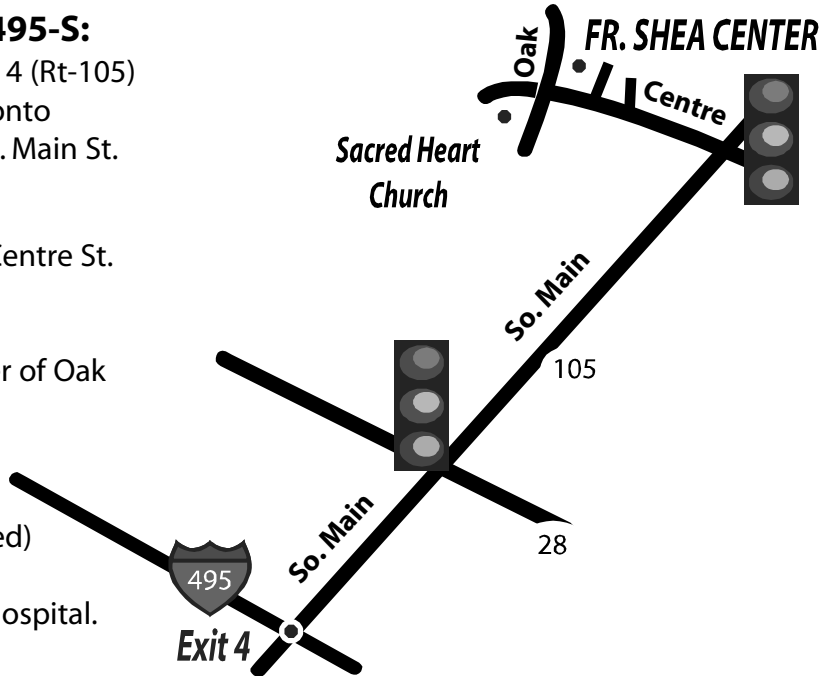 495-S:
4 (Rt-105)
onto
. Main St.
Centre St.
r of Oak
ed)
ospital.
Oak
FR. SHEA CENTER
Centre
Sacred Heart
Church
So. Main
105
So. Main
28
495
Exit 4